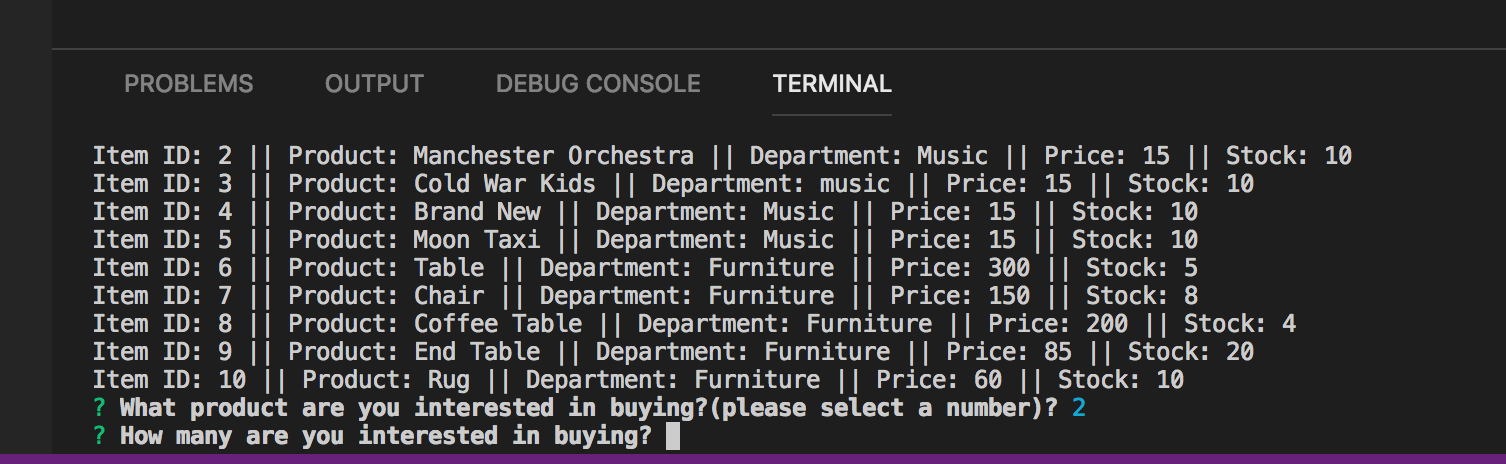 PROBLEMS OUTPUT DEBUG CONSOLE TERMINAL
Item ID: 2 || Product: Manchester Orchestra || Department: Music || Price: 15 || Stock: 10
Item ID: 3 || Product: Cold War Kids || Department: music || Price: 15 || Stock: 10
Item ID: 4 || Product: Brand New || Department: Music || Price: 15 || Stock: 10
Item ID: 5 || Product: Moon Taxi || Department: Music || Price: 15 || Stock: 10
Item ID: 6 || Product: Table || Department: Furniture || Price: 300 || Stock: 5
Item ID: 7 || Product: Chair || Department: Furniture || Price: 150 || Stock: 8
Item ID: 8 || Product: Coffee Table || Department: Furniture || Price: 200 || Stock: 4
Item ID: 9 || Product: End Table || Department: Furniture || Price: 85 || Stock: 20
Item ID: 10 || Product: Rug || Department: Furniture || Price: 60 || Stock: 10
? What product are you interested in buying?(please select a number)? 2
? How many are you interested in buying?